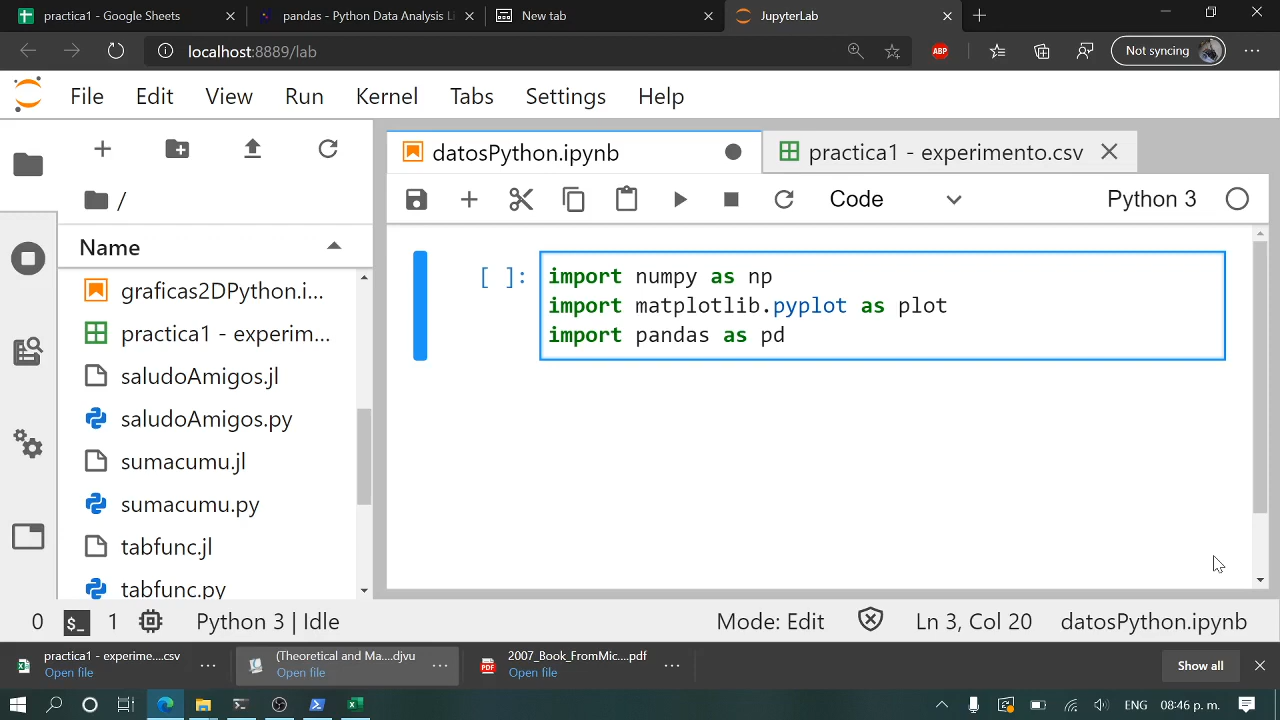 practica1 - Google Sheets
pandas - Python Data Analysis Li
New tab
JupyterLab
localhost:8889/lab
ABP
Not syncing
File Edit View Run Kernel Tabs Settings Help
datosPython.ipynb
practica1 - experimento.csv
/
Code
Python 3
Name
graficas2DPython.i...
practica1 - experim...
saludoAmigos.jl
saludoAmigos.py
sumacumu.jl
sumacumu.py
tabfunc.jl
tabfunc.py
[ ]:
import numpy as np
import matplotlib.pyplot as plot
import pandas as pd
0 $_ 1 Python 3 | Idle Mode: Edit Ln 3, Col 20 datosPython.ipynb
practica1 - experime....csv
Open file
(Theoretical and Ma....djvu
Open file
PDF
2007_Book_FromMic....pdf
Open file
Show all
ENG 08:46 p. m.